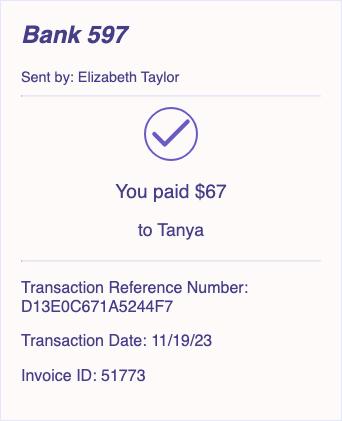 Bank 597
Sent by: Elizabeth Taylor
You paid $67
to Tanya
Transaction Reference Number:
D13E0C671A5244F7
Transaction Date: 11/19/23
Invoice ID: 51773